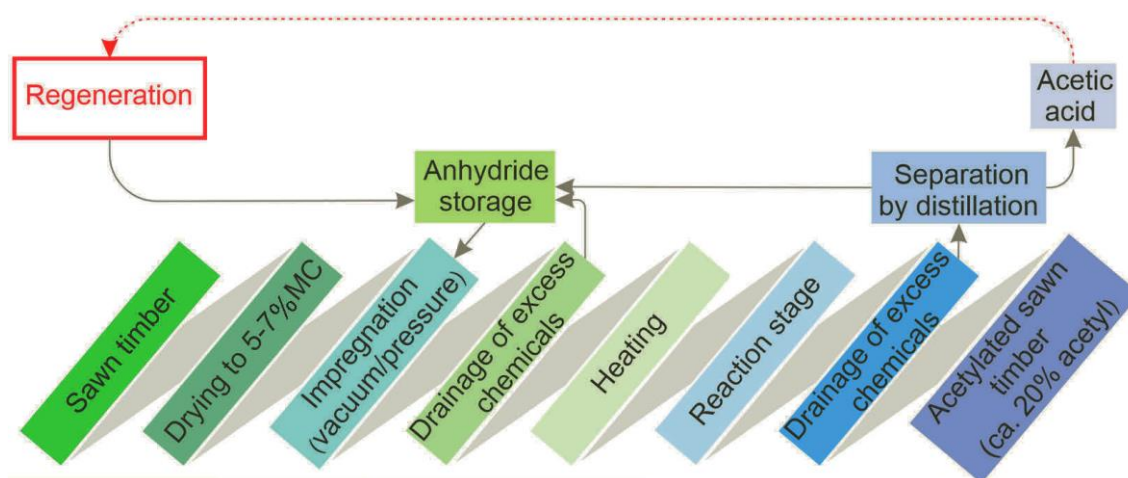 Regeneration
Acetic
acid
Anhydride
storage
Separation
by distillation
Sawn timber
Drying to 5-7%MC
Impregnation
(vacuum/pressure)
Drainage of excess
chemicals
Heating
Reaction stage
Drainage of excess
chemicals
Acetylated sawn
timber
(ca. 20% acetyl)